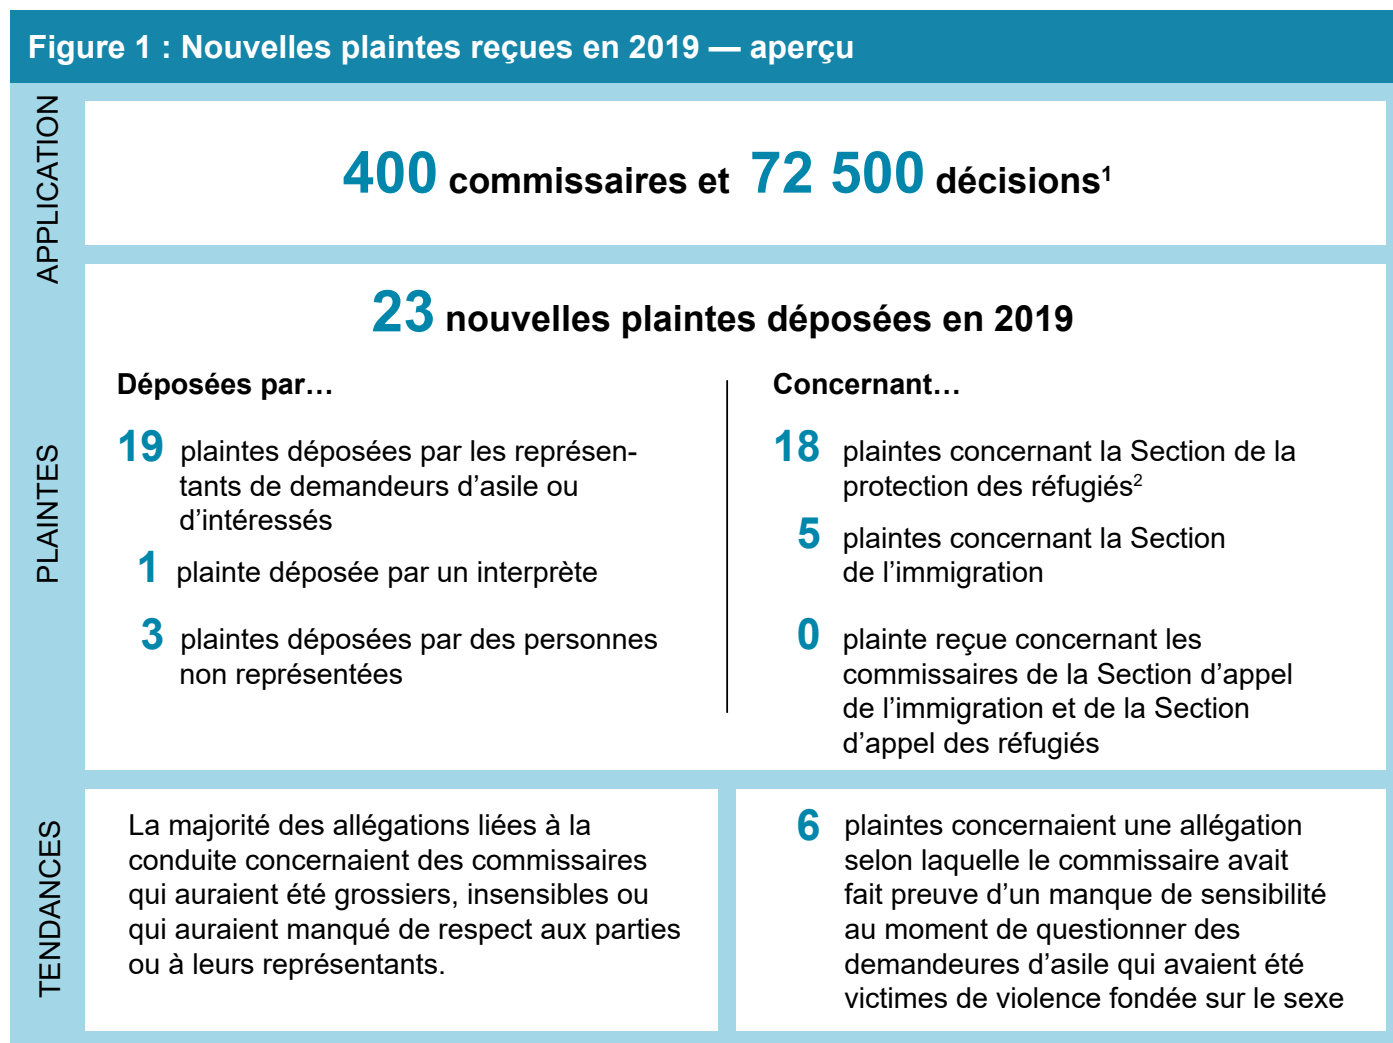 Figure 1 : Nouvelles plaintes reçues en 2019 — aperçu
APPLICATION
400 commissaires et 72 500 décisions¹
PLAINTES
23 nouvelles plaintes déposées en 2019
Déposées par…
19 plaintes déposées par les représen-
tants de demandeurs d’asile ou
d’intéressés
1 plainte déposée par un interprète
3 plaintes déposées par des personnes
non représentées
Concernant…
18 plaintes concernant la Section de la
protection des réfugiés²
5 plaintes concernant la Section
de l’immigration
0 plainte reçue concernant les
commissaires de la Section d’appel
de l’immigration et de la Section
d’appel des réfugiés
TENDANCES
La majorité des allégations liées à la
conduite concernaient des commissaires
qui auraient été grossiers, insensibles ou
qui auraient manqué de respect aux parties
ou à leurs représentants.
6 plaintes concernaient une allégation
selon laquelle le commissaire avait
fait preuve d’un manque de sensibilité
au moment de questionner des
demandeures d’asile qui avaient été
victimes de violence fondée sur le sexe